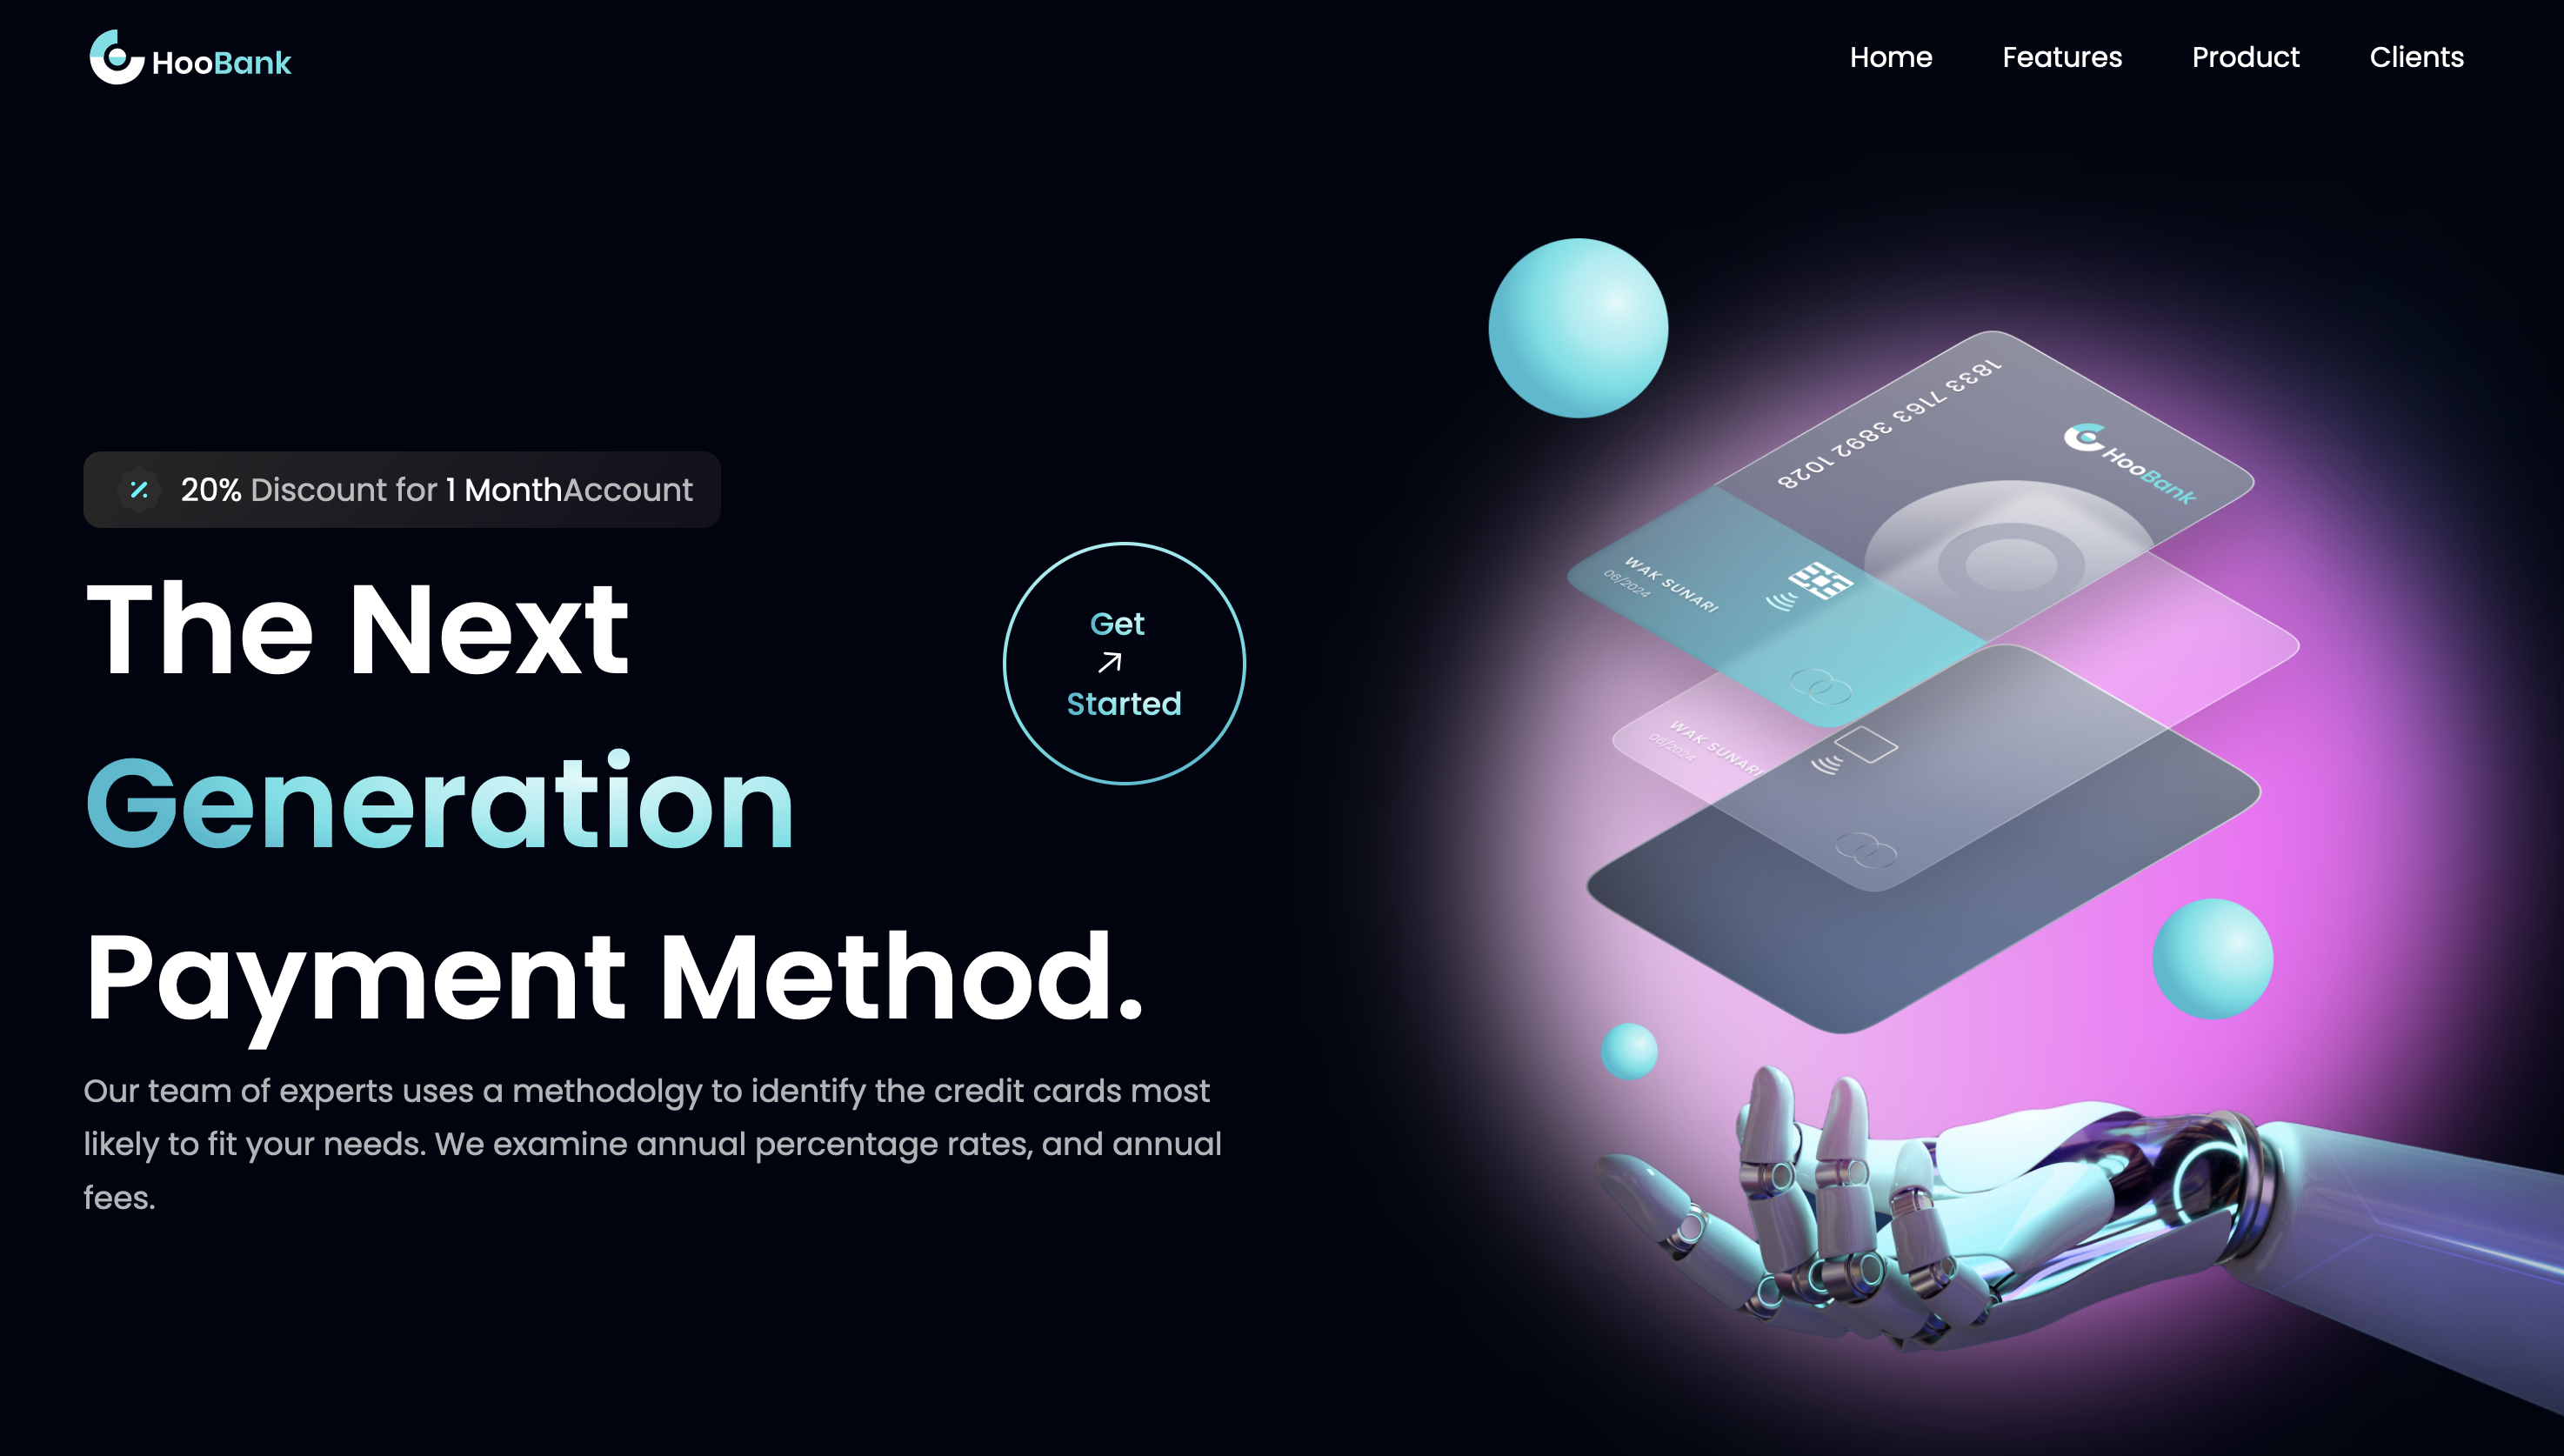 HooBank
Home Features Product Clients
20% Discount for 1 MonthAccount
The Next
Generation
Payment Method.
Get
Started
Our team of experts uses a methodolgy to identify the credit cards most
likely to fit your needs. We examine annual percentage rates, and annual
fees.
1833 7163 3892 1028
HooBank
WAK SUNARI
06/2024
WAK SUNARI
06/2024